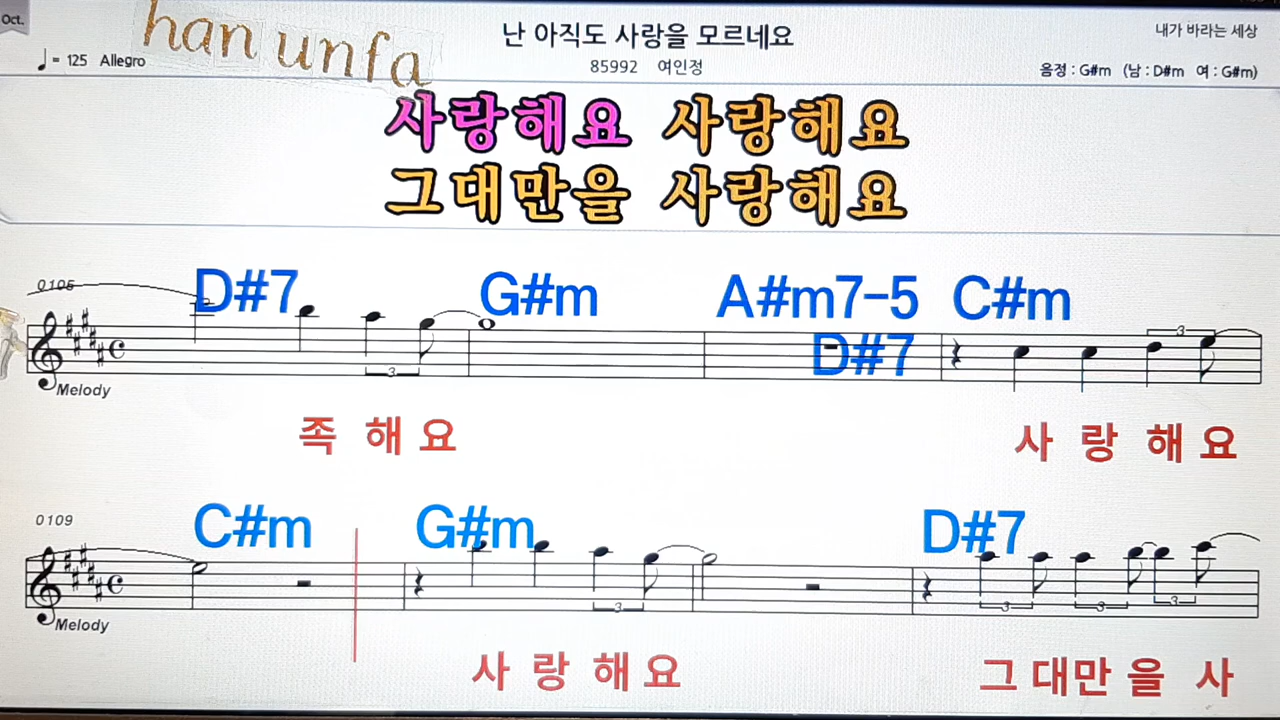 Oct.
han unfa
난 아직도 사랑을 모르네요
내가 바라는 세상
♩= 125 Allegro
85992 여인정
음정 : G#m (남 : D#m 여 : G#m)
사랑해요 사랑해요
그대만을 사랑해요
0105
D#7 G#m A#m7-5 C#m
D#7
3 3
Melody
족 해 요 사 랑 해 요
0109
C#m G#m D#7
3 3 3 3
Melody
사 랑 해 요 그 대만 을 사